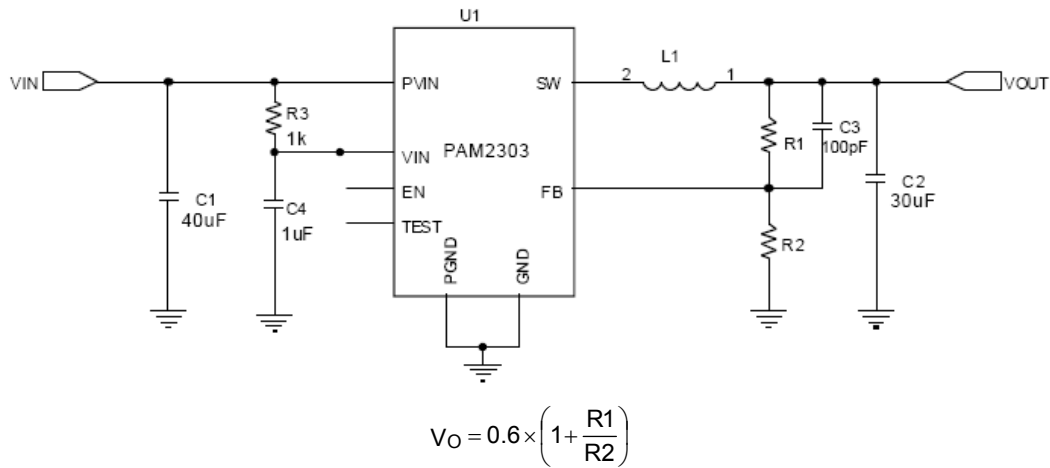 U1
VIN
PVIN
SW
L1
2
1
VOUT
R3
1k
VIN
PAM2303
R1
C3
100pF
EN
FB
C1
40uF
C4
1uF
TEST
C2
30uF
R2
PGND
GND
VO = 0.6 × (1 + R1/R2)